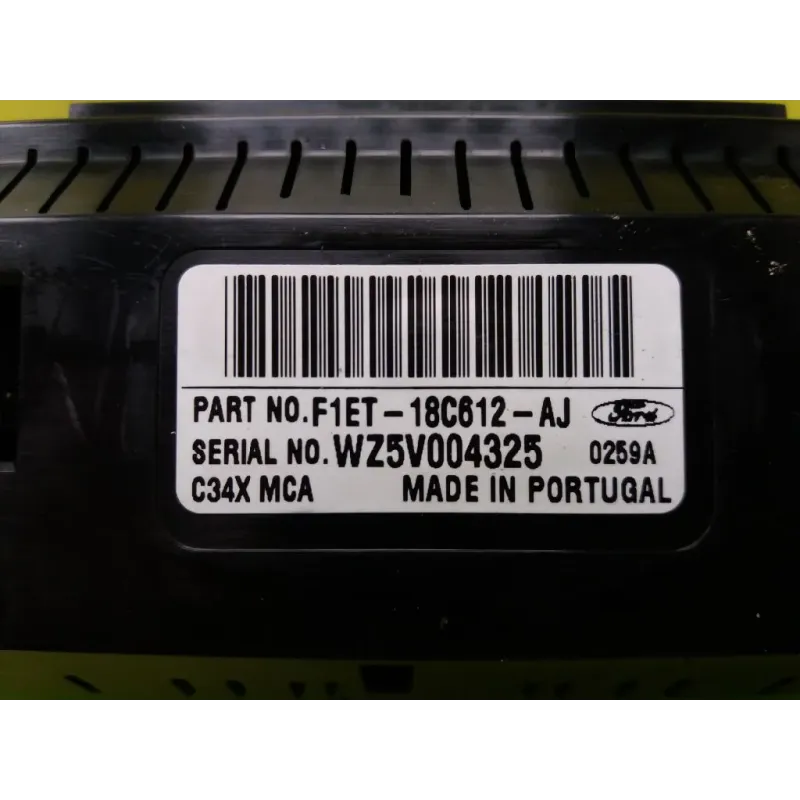 PART NO. F1ET-18C612-AJ Ford
SERIAL NO. WZ5V004325 0259A
C34X MCA MADE IN PORTUGAL